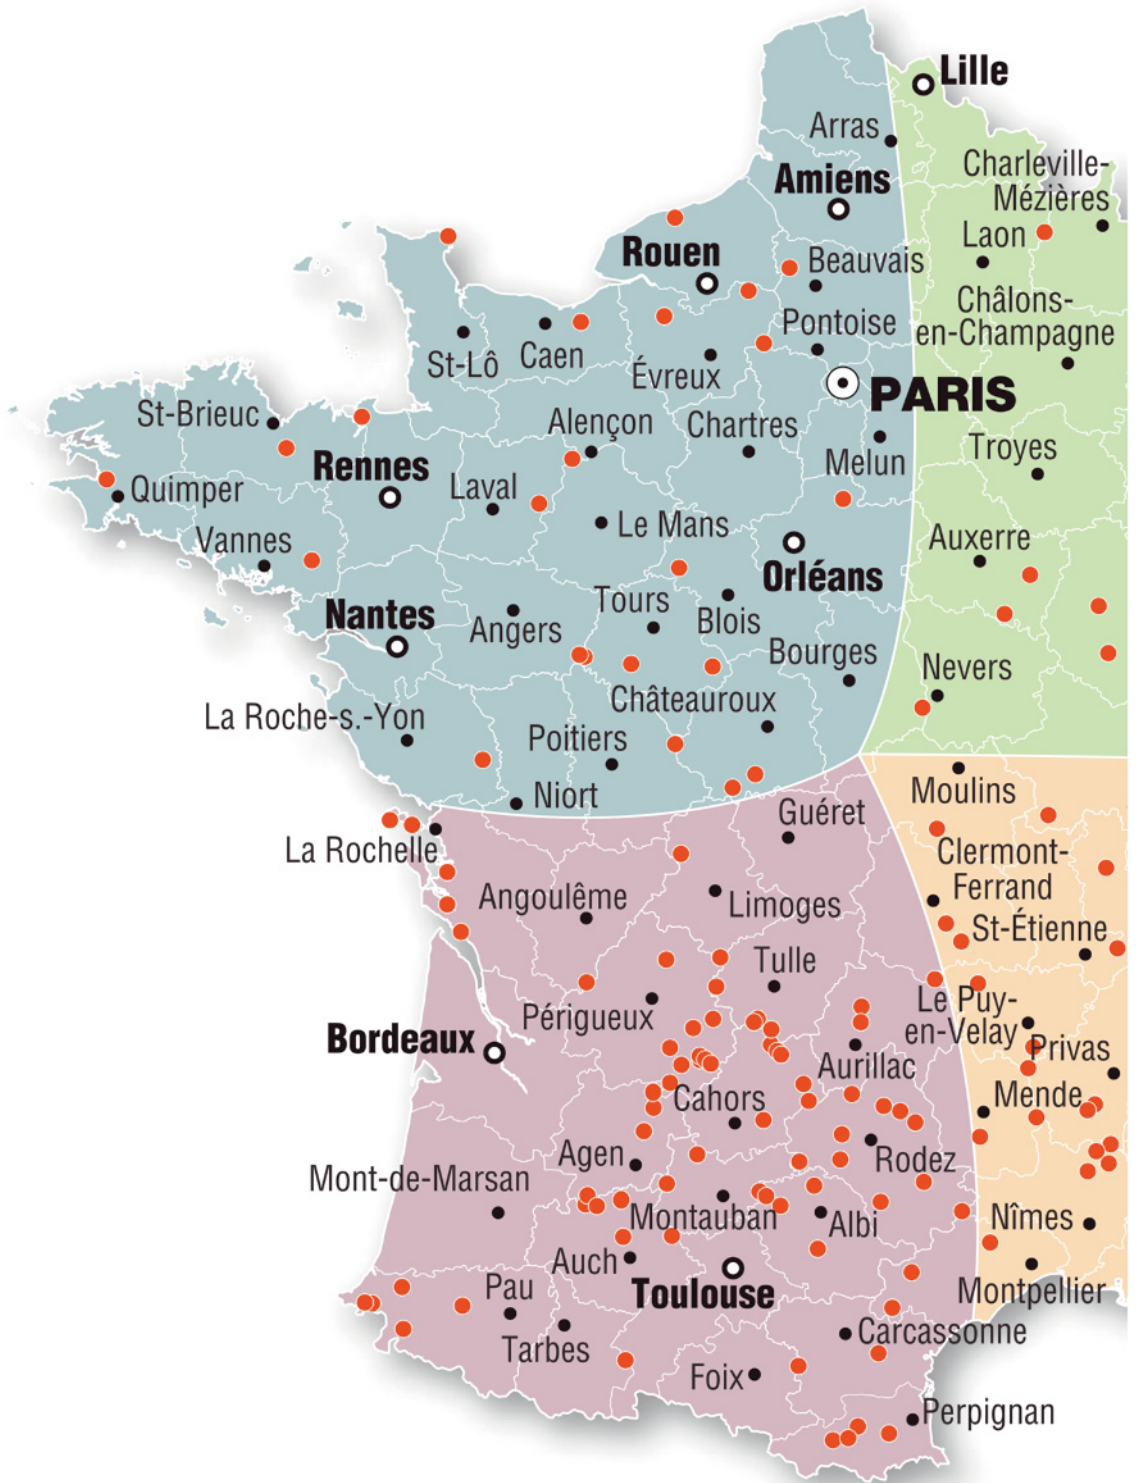 Lille
Arras
Charleville-
Mézières
Amiens
Laon
Rouen
Beauvais
Châlons-
en-Champagne
Pontoise
St-Lô
Caen
Évreux
PARIS
St-Brieuc
Alençon
Chartres
Troyes
Rennes
Melun
Quimper
Laval
Le Mans
Vannes
Auxerre
Orléans
Tours
Nantes
Angers
Blois
Bourges
Nevers
Châteauroux
La Roche-s.-Yon
Poitiers
Moulins
Niort
Guéret
La Rochelle
Clermont-
Ferrand
Angoulême
Limoges
St-Étienne
Tulle
Le Puy-
en-Velay
Périgueux
Bordeaux
Privas
Aurillac
Cahors
Mende
Agen
Rodez
Mont-de-Marsan
Montauban
Albi
Nîmes
Auch
Pau
Toulouse
Montpellier
Carcassonne
Tarbes
Foix
Perpignan